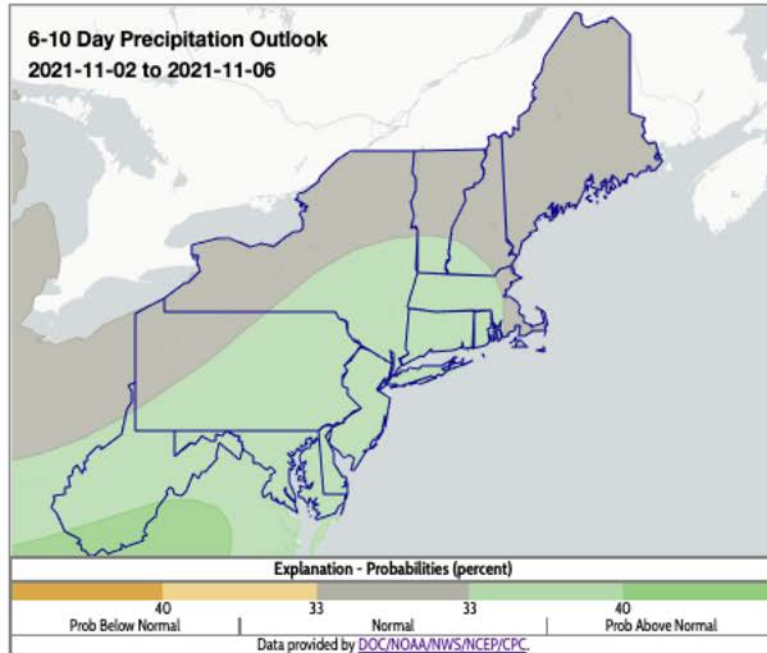 6-10 Day Precipitation Outlook
2021-11-02 to 2021-11-06
Explanation - Probabilities (percent)
40 33 33 40
Prob Below Normal Normal Prob Above Normal
Data provided by DOC/NOAA/NWS/NCEP/CPC.